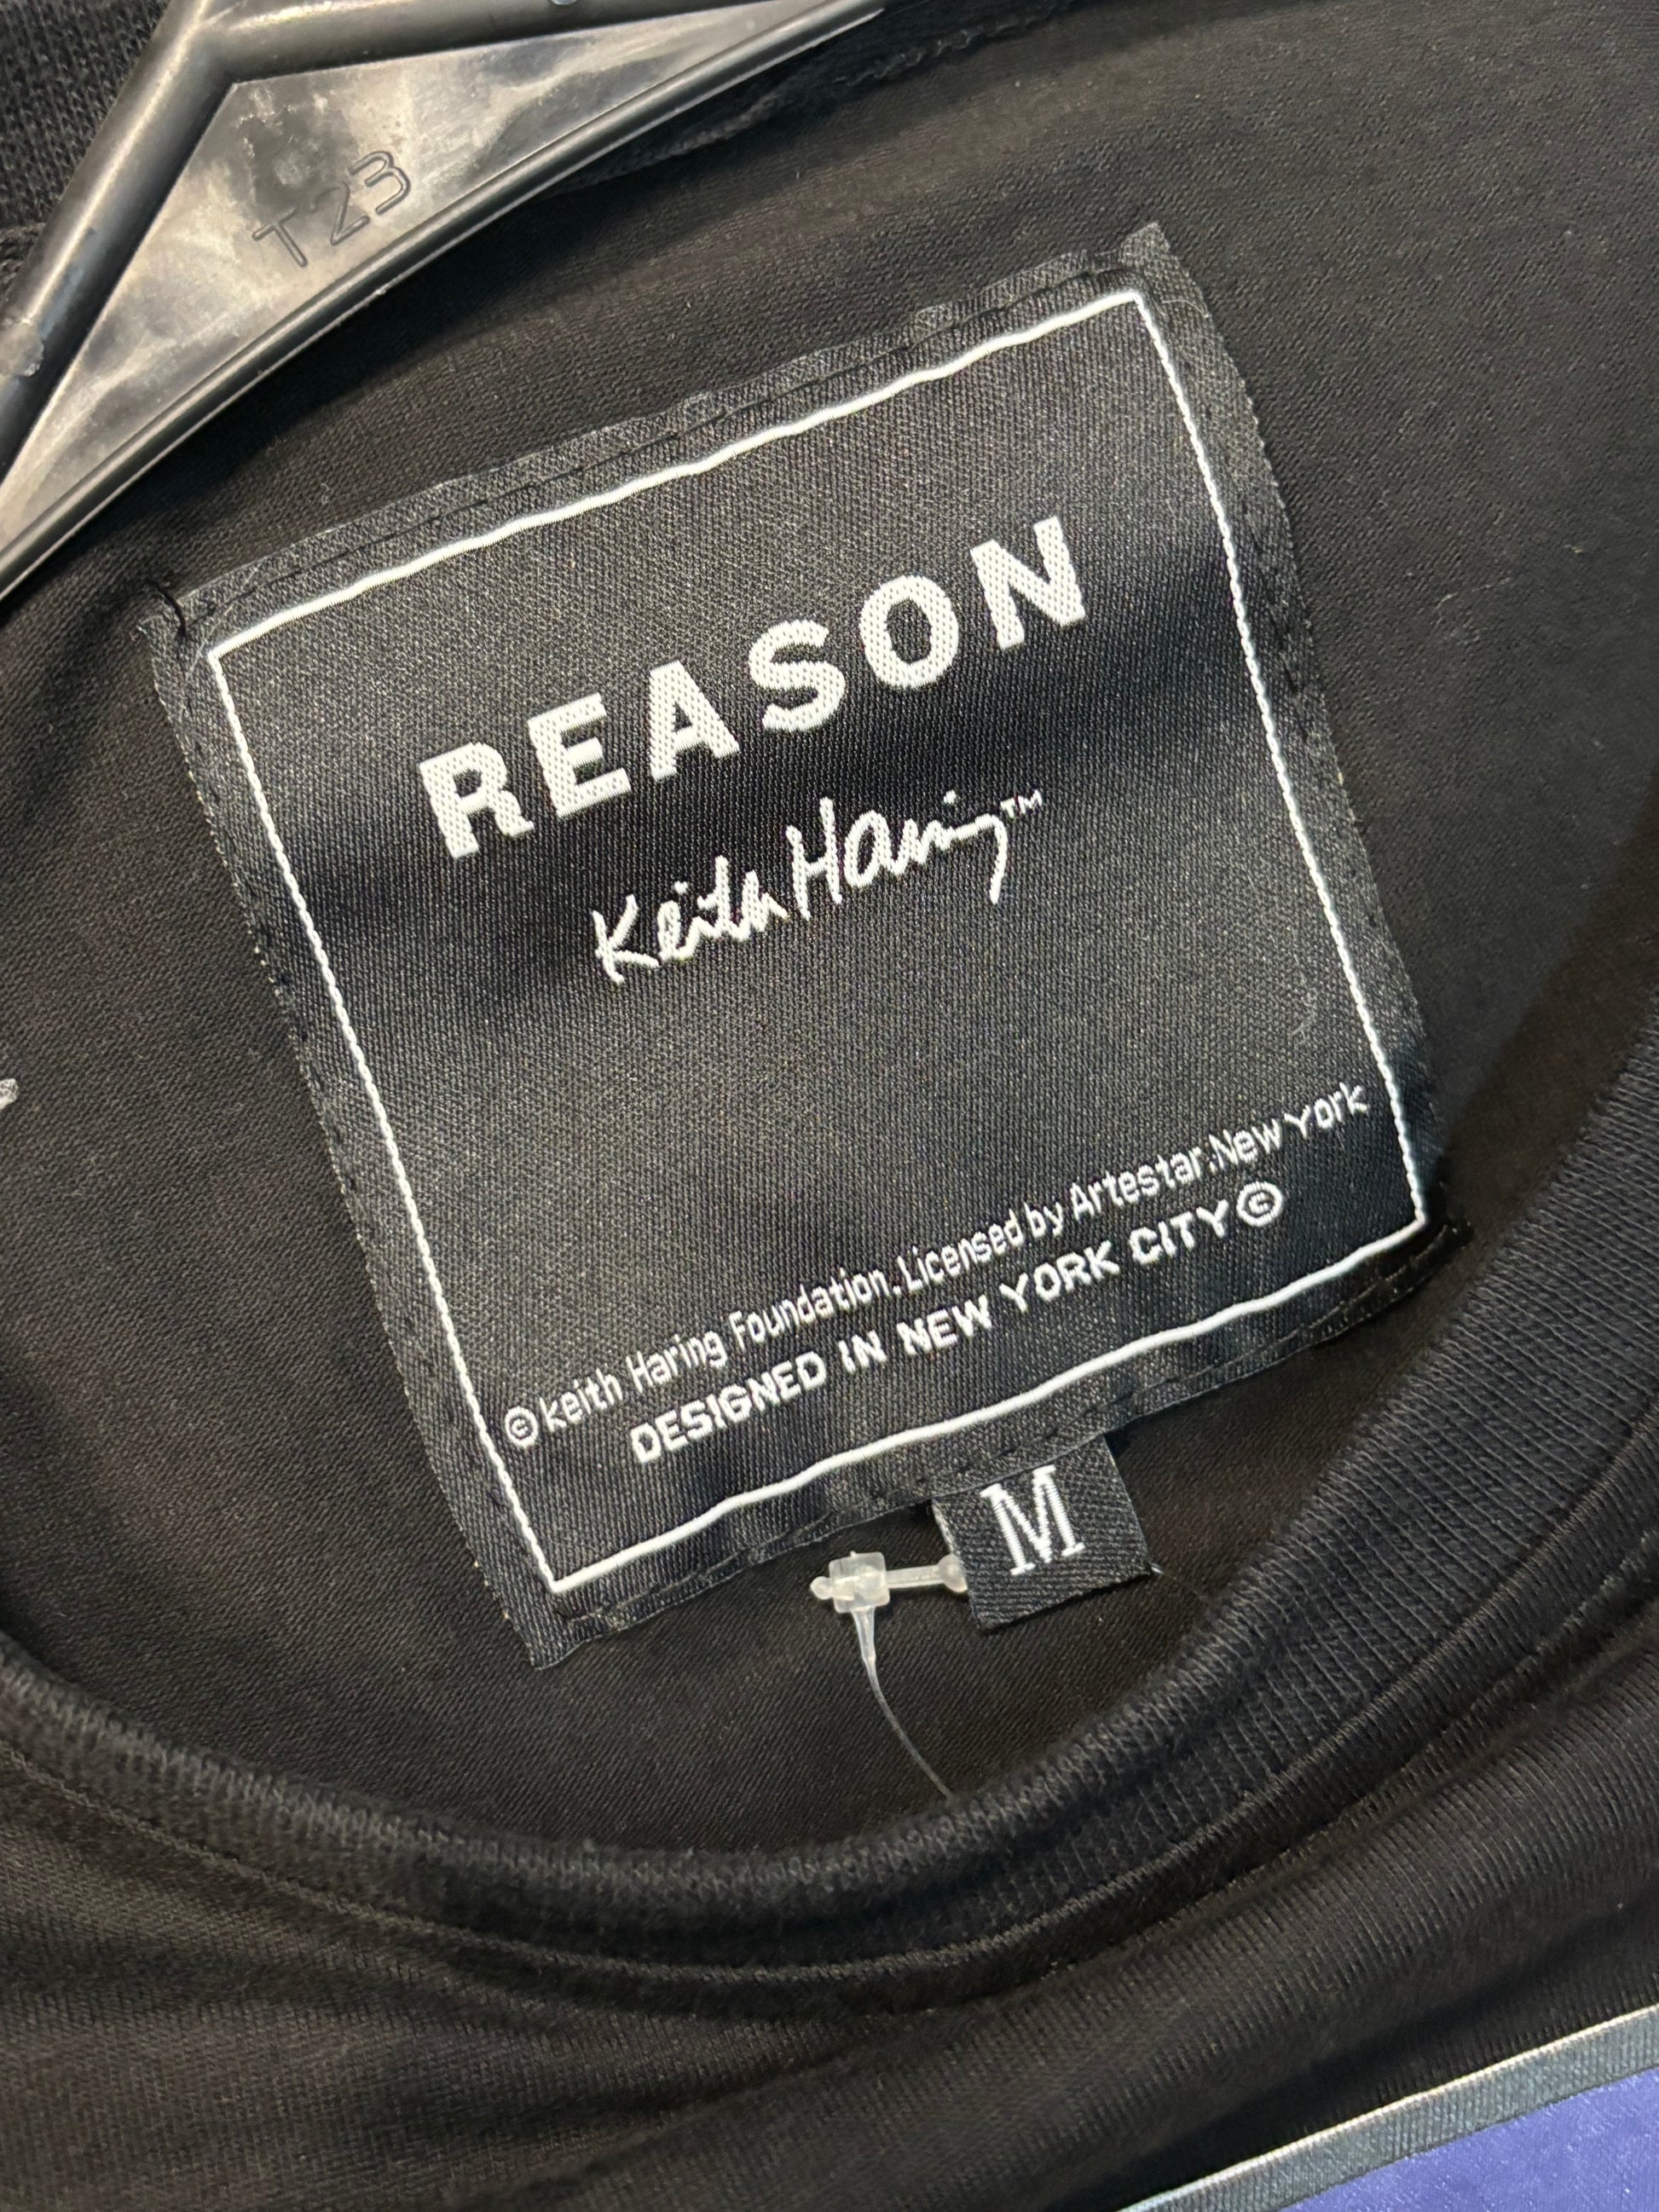 T23
REASON
Keith Haring™
©keith Haring Foundation.Licensed by Artestar.New York
DESIGNED IN NEW YORK CITY©
M